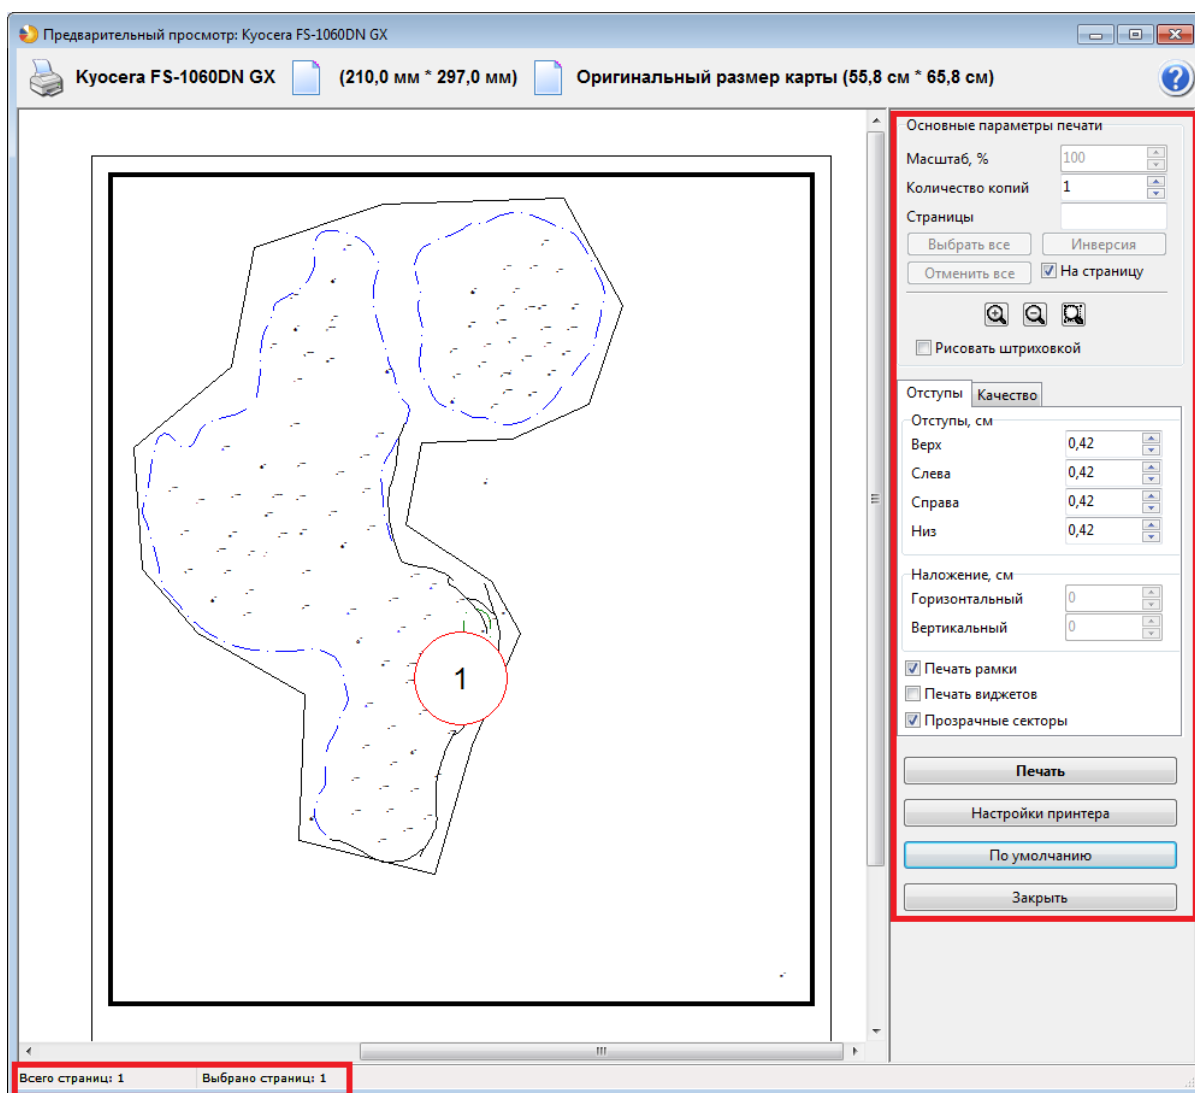 Предварительный просмотр: Kyocera FS-1060DN GX
Kyocera FS-1060DN GX (210,0 мм * 297,0 мм) Оригинальный размер карты (55,8 см * 65,8 см)
Основные параметры печати
Масштаб, % 100
Количество копий 1
Страницы
Выбрать все Инверсия
Отменить все На страницу
Рисовать штриховкой
Отступы Качество
Отступы, см
Верх 0,42
Слева 0,42
Справа 0,42
Низ 0,42
Наложение, см
Горизонтальный 0
Вертикальный 0
Печать рамки
Печать виджетов
Прозрачные секторы
Печать
Настройки принтера
По умолчанию
Закрыть
1
Всего страниц: 1 Выбрано страниц: 1